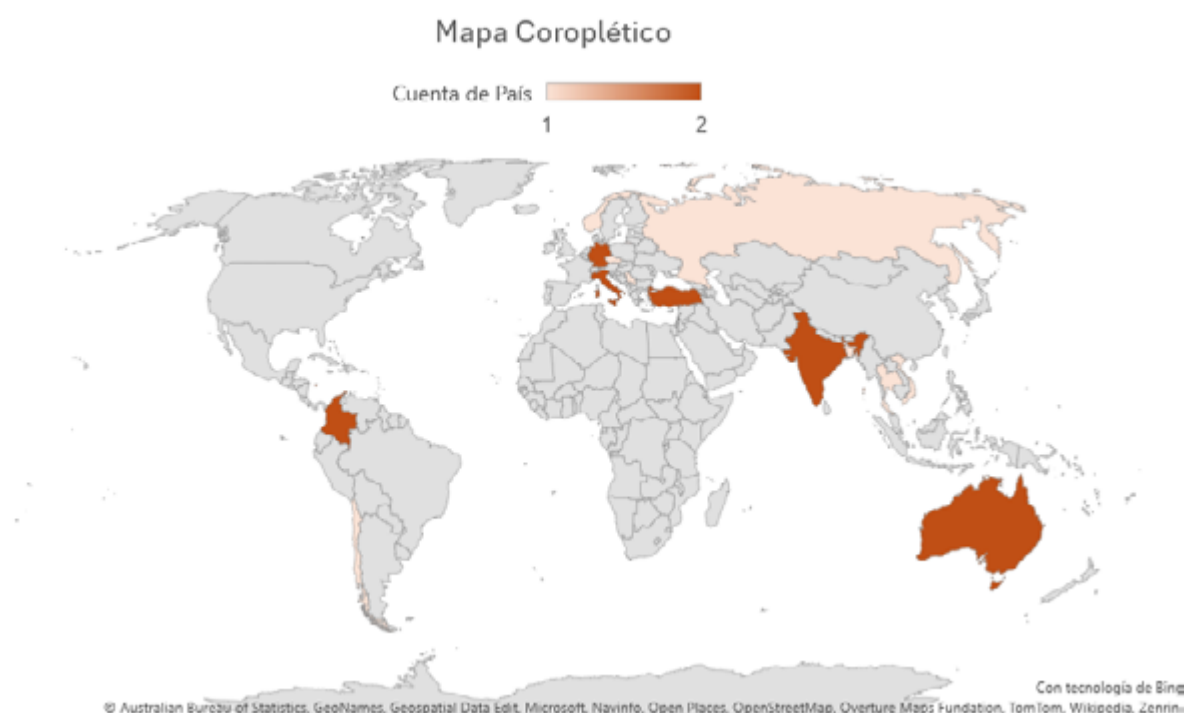 Mapa Coroplético
Cuenta de País
1 2
Con tecnología de Bing
© Australian Bureau of Statistics, GeoNames, Geospatial Data Edit, Microsoft, Navinfo, Open Places, OpenStreetMap, Overture Maps Fundation, TomTom, Wikipedia, Zenrin